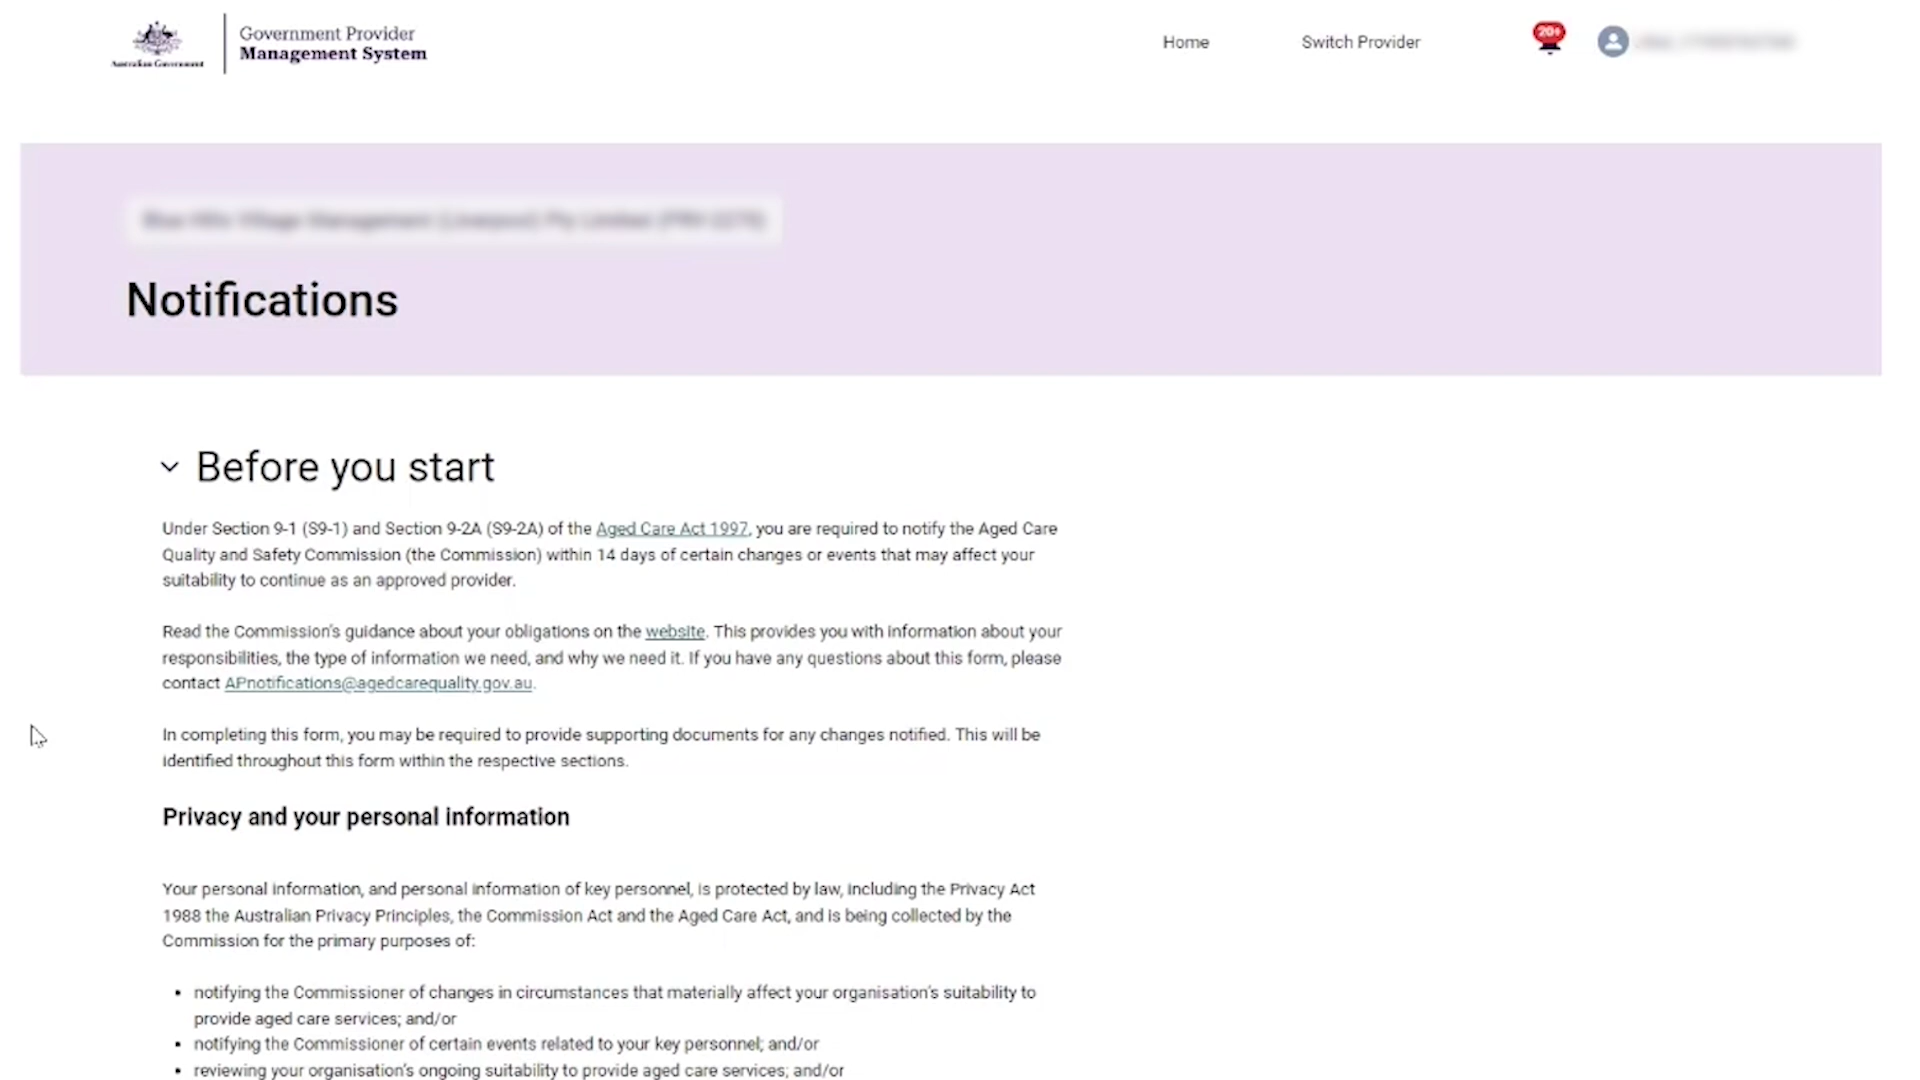 Australian Government
Government Provider
Management System
Home
Switch Provider
20+
Notifications
Before you start
Under Section 9-1 (S9-1) and Section 9-2A (S9-2A) of the Aged Care Act 1997, you are required to notify the Aged Care
Quality and Safety Commission (the Commission) within 14 days of certain changes or events that may affect your
suitability to continue as an approved provider.
Read the Commission's guidance about your obligations on the website. This provides you with information about your
responsibilities, the type of information we need, and why we need it. If you have any questions about this form, please
contact APnotifications@agedcarequality.gov.au.
In completing this form, you may be required to provide supporting documents for any changes notified. This will be
identified throughout this form within the respective sections.
Privacy and your personal information
Your personal information, and personal information of key personnel, is protected by law, including the Privacy Act
1988 the Australian Privacy Principles, the Commission Act and the Aged Care Act, and is being collected by the
Commission for the primary purposes of:
• notifying the Commissioner of changes in circumstances that materially affect your organisation's suitability to
provide aged care services; and/or
• notifying the Commissioner of certain events related to your key personnel; and/or
• reviewing your organisation's ongoing suitability to provide aged care services; and/or